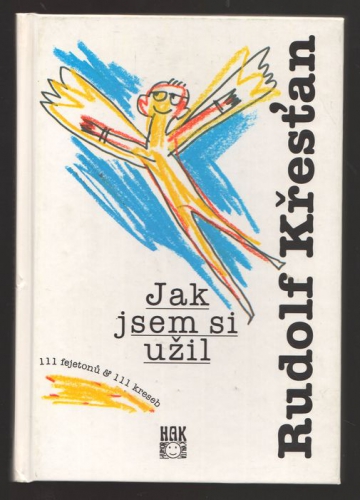 Rudolf Křesťan
Jak
jsem si
užil
111 fejetonů & 111 kreseb
HAK